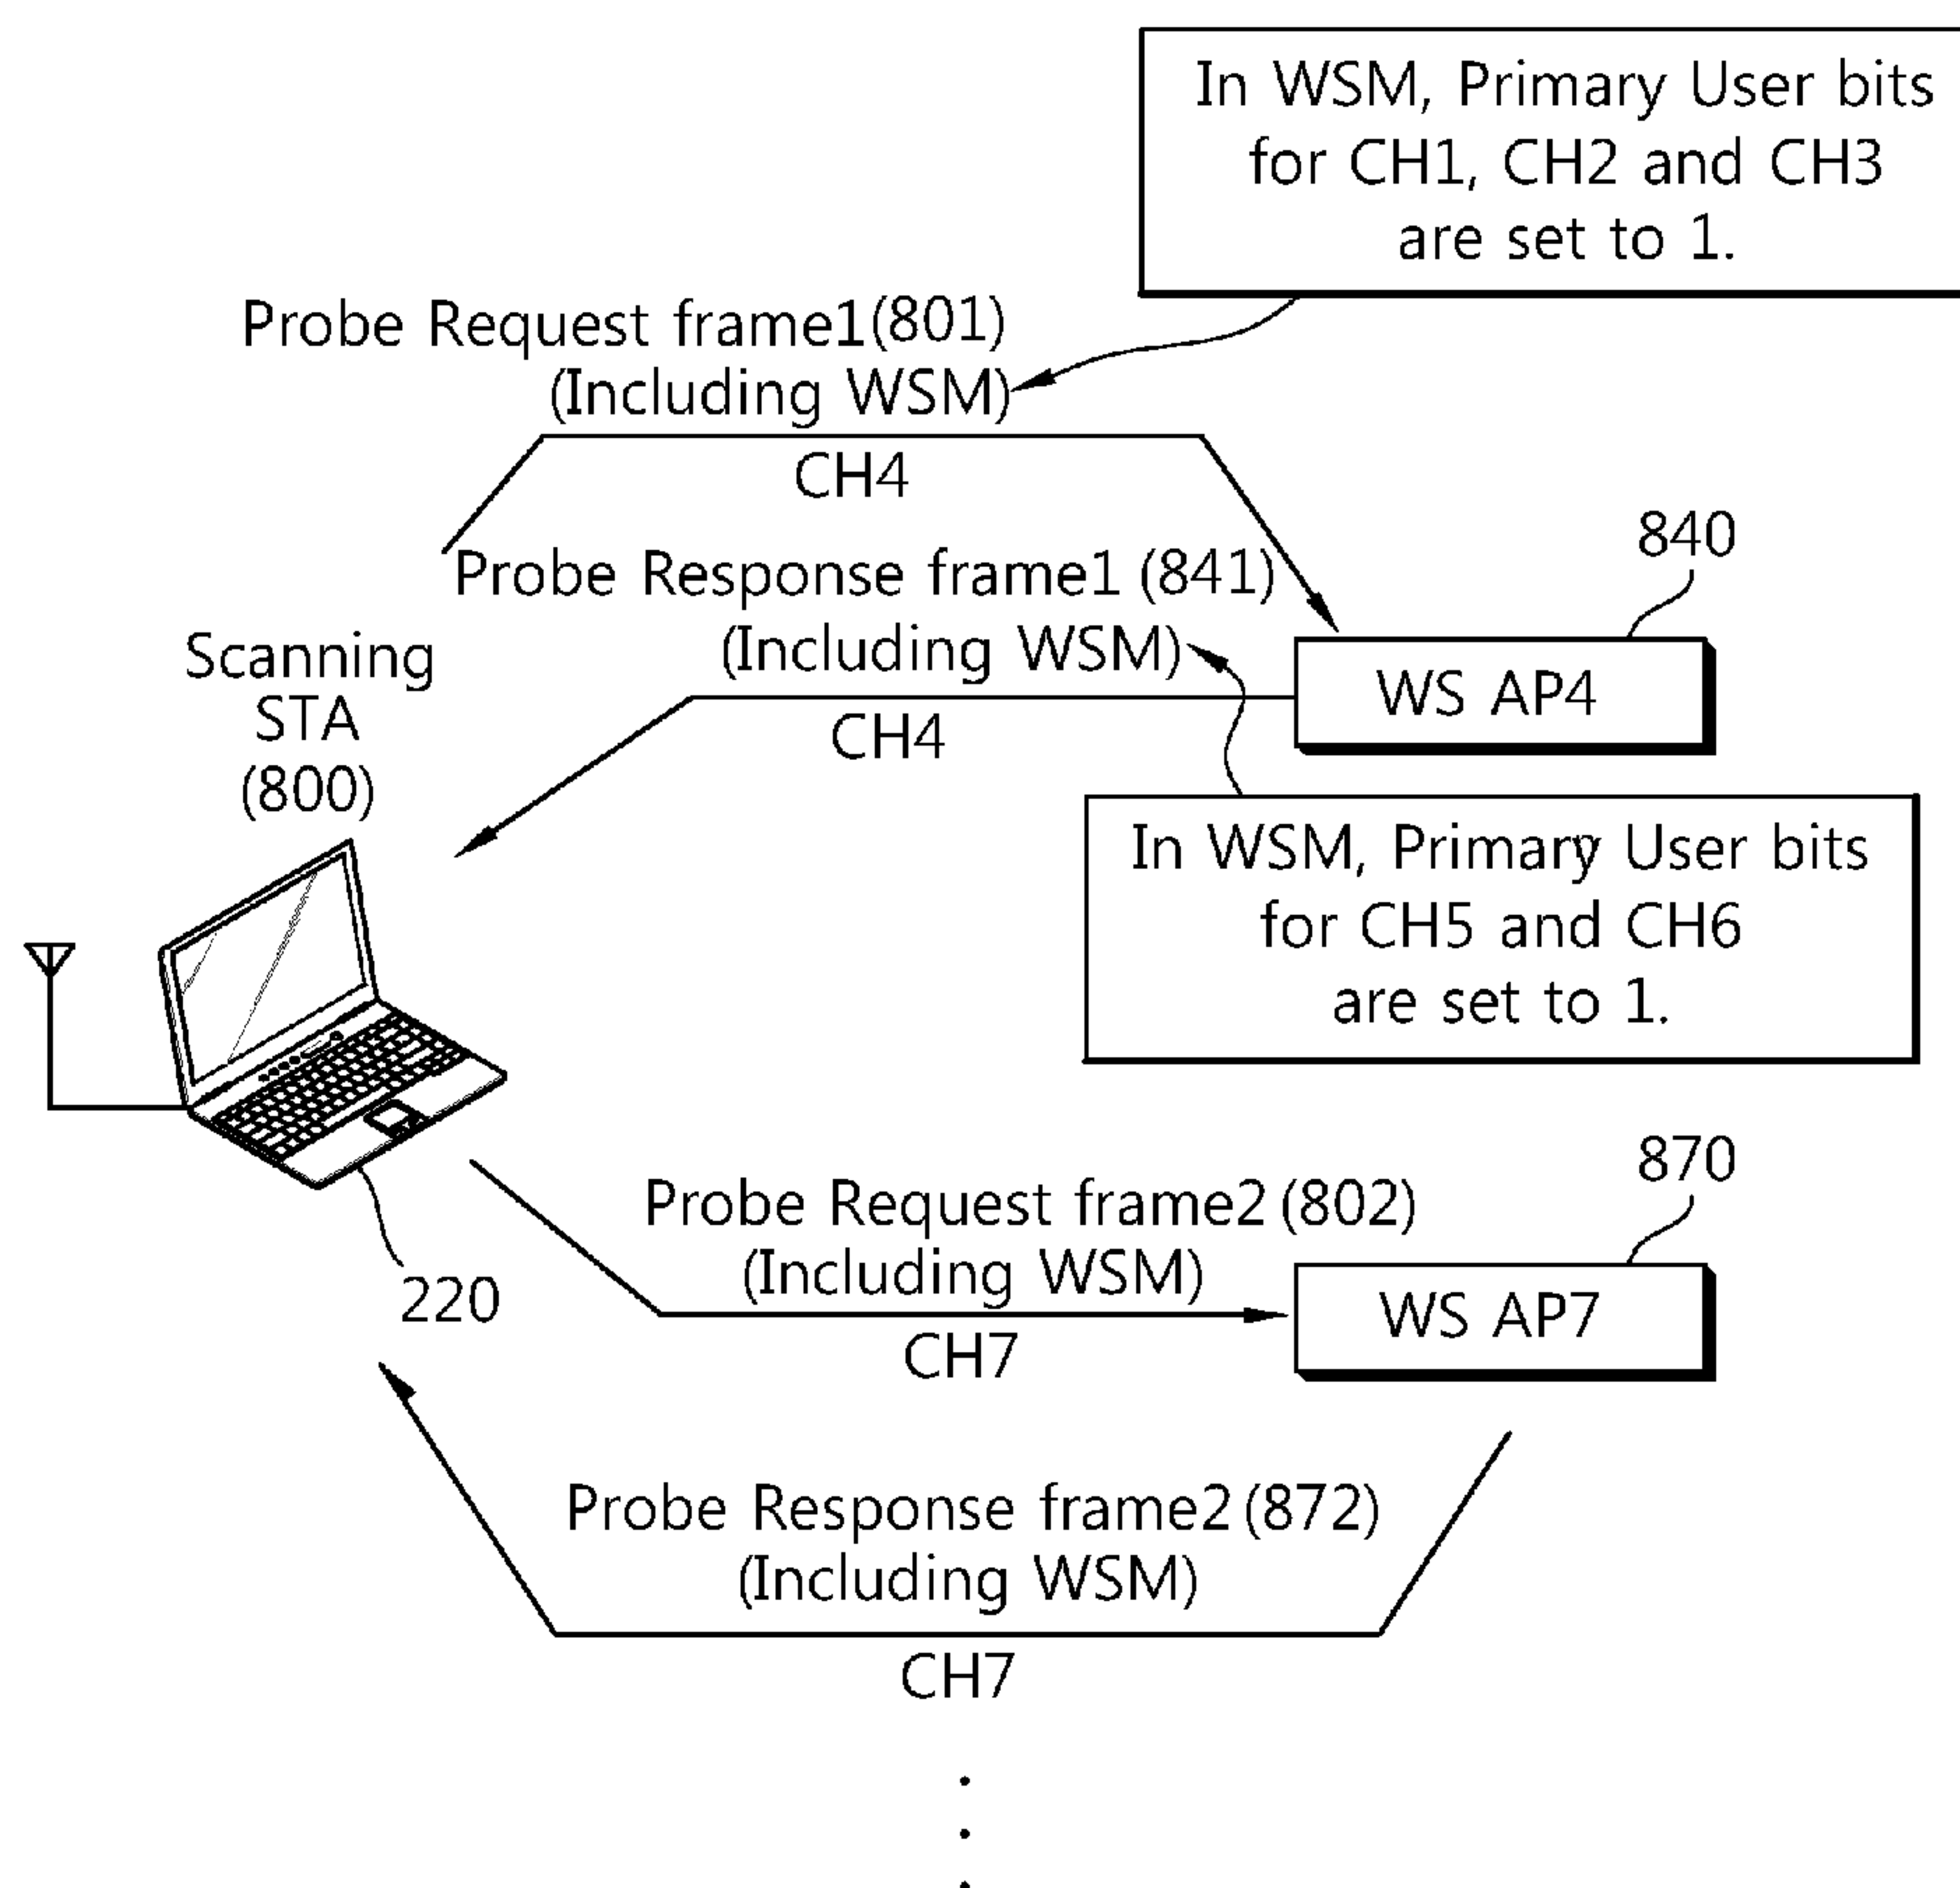 In WSM, Primary User bits
for CH1, CH2 and CH3
are set to 1.
Probe Request frame1(801)
(Including WSM)
CH4
840
Probe Response frame1 (841)
(Including WSM)
CH4
WS AP4
Scanning
STA
(800)
In WSM, Primary User bits
for CH5 and CH6
are set to 1.
220
870
Probe Request frame2 (802)
(Including WSM)
CH7
WS AP7
Probe Response frame2 (872)
(Including WSM)
CH7